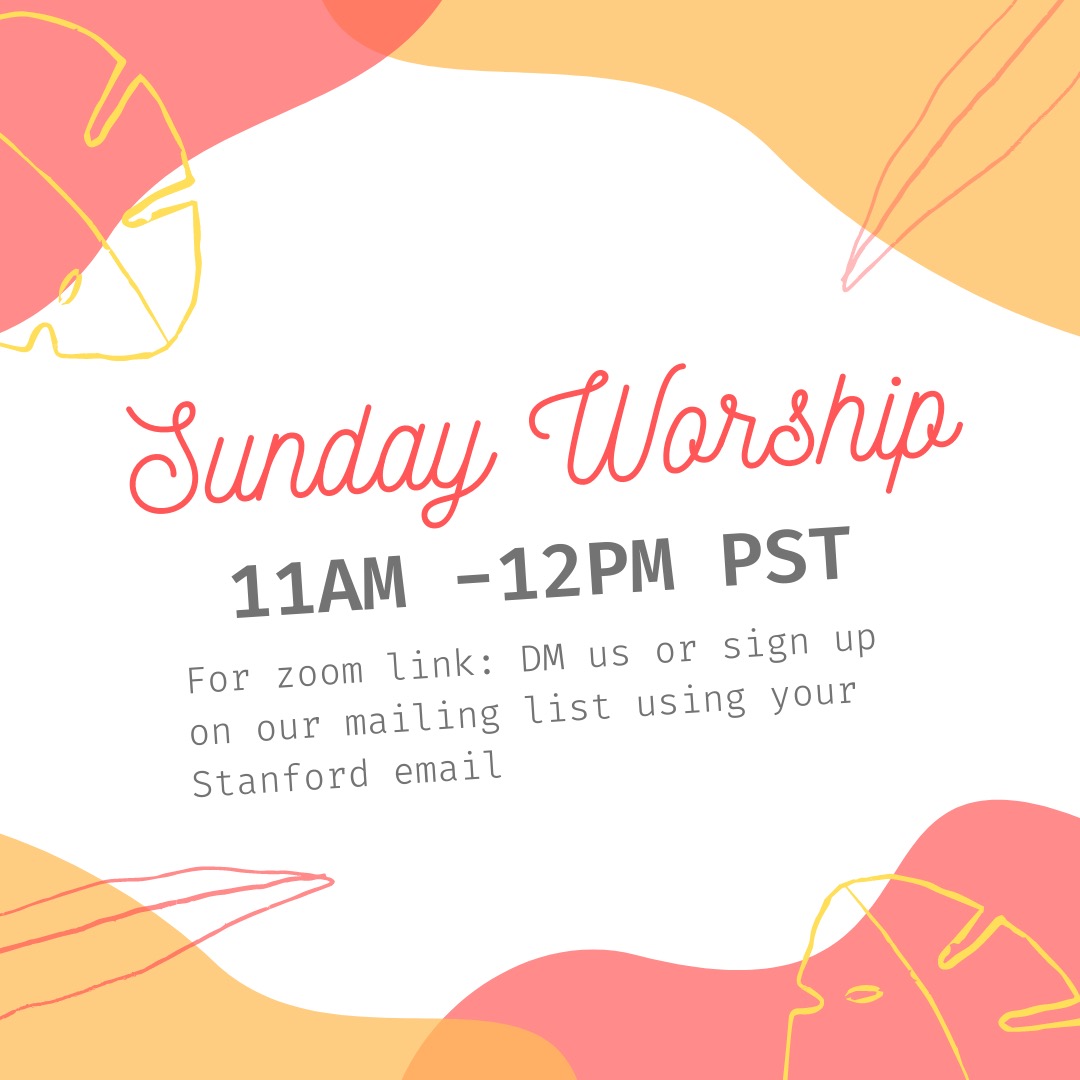 Sunday Worship
11AM -12PM PST
For zoom link: DM us or sign up
on our mailing list using your
Stanford email